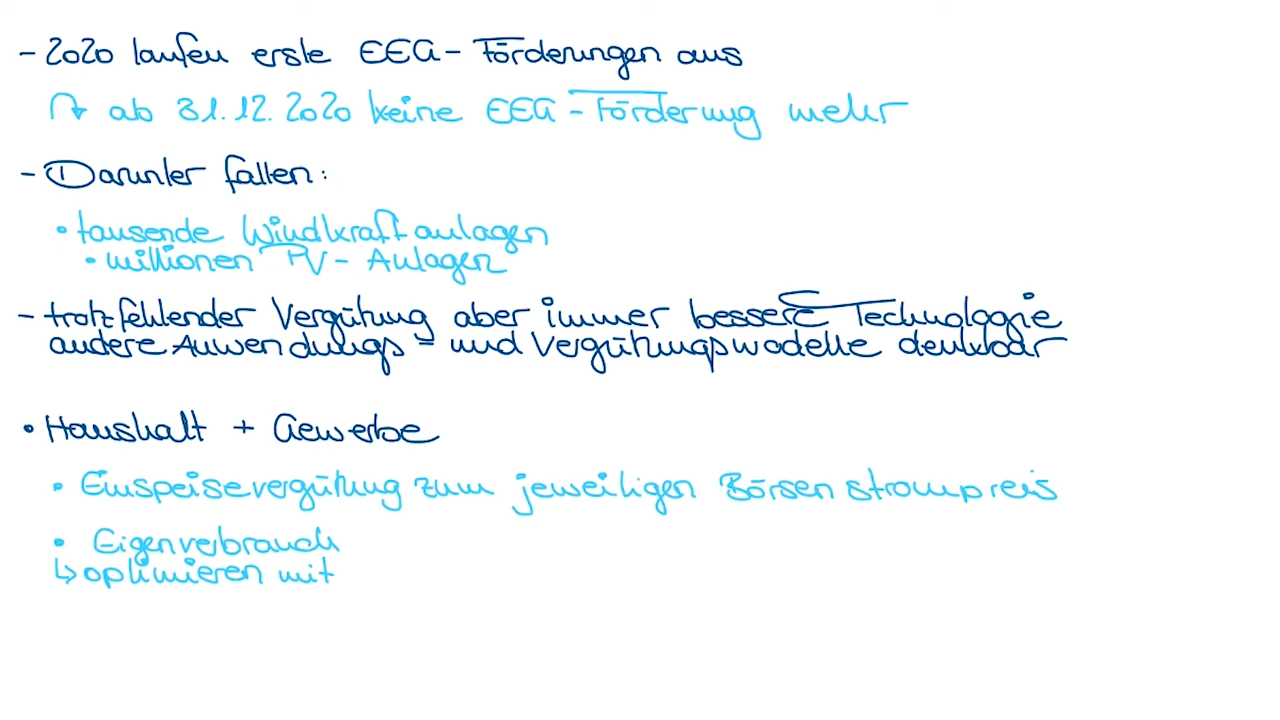 - 2020 laufen erste EEG-Förderungen aus
↷ ab 31.12.2020 keine EEG-Förderung mehr
- Darunter fallen:
• tausende Windkraftanlagen
• millionen PV-Anlagen
- trotz fehlender Vergütung aber immer bessere Technologie
andere Anwendungs- und Vergütungsmodelle denkbar
• Haushalt + Gewerbe
• Einspeisevergütung zum jeweiligen Börsenstrompreis
• Eigenverbrauch
↳ optimieren mit